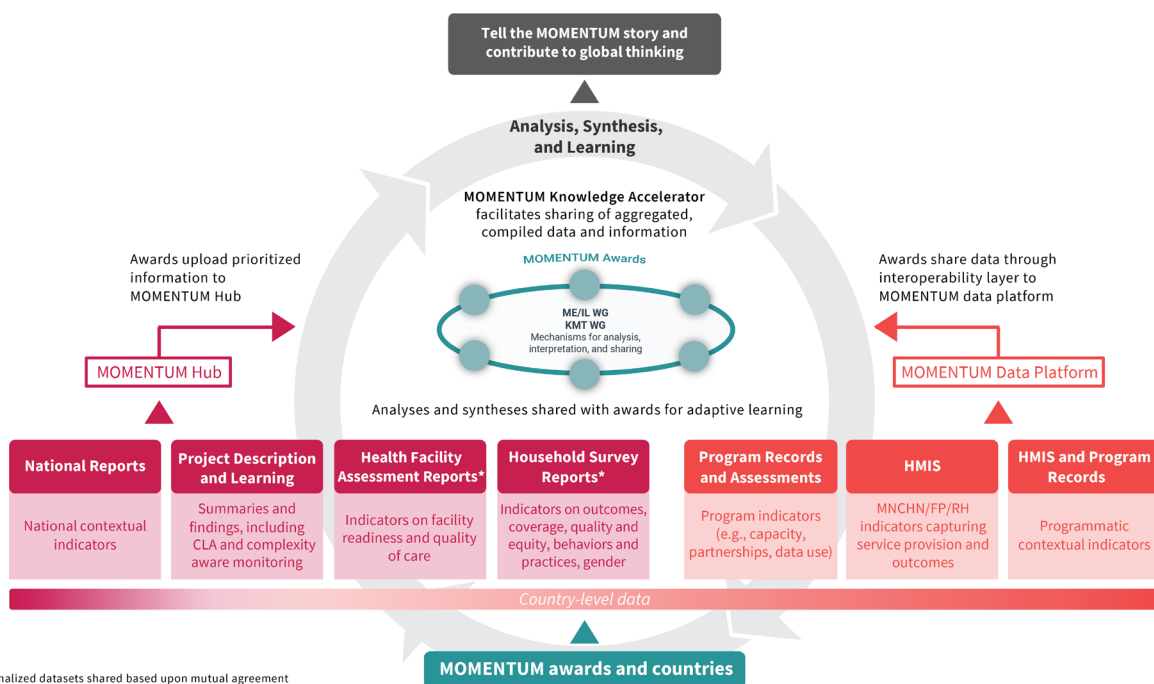 Tell the MOMENTUM story and
contribute to global thinking
Analysis, Synthesis,
and Learning
MOMENTUM Knowledge Accelerator
facilitates sharing of aggregated,
compiled data and information
MOMENTUM Awards
ME/IL WG
KMT WG
Mechanisms for analysis,
interpretation, and sharing
Analyses and syntheses shared with awards for adaptive learning
Awards upload prioritized
information to
MOMENTUM Hub
MOMENTUM Hub
Awards share data through
interoperability layer to
MOMENTUM data platform
MOMENTUM Data Platform
National Reports
National contextual
indicators
Project Description
and Learning
Summaries and
findings, including
CLA and complexity
aware monitoring
Health Facility
Assessment Reports*
Indicators on facility
readiness and quality
of care
Household Survey
Reports*
Indicators on outcomes,
coverage, quality and
equity, behaviors and
practices, gender
Program Records
and Assessments
Program indicators
(e.g., capacity,
partnerships, data use)
HMIS
MNCHN/FP/RH
indicators capturing
service provision and
outcomes
HMIS and Program
Records
Programmatic
contextual indicators
Country-level data
MOMENTUM awards and countries
nalized datasets shared based upon mutual agreement